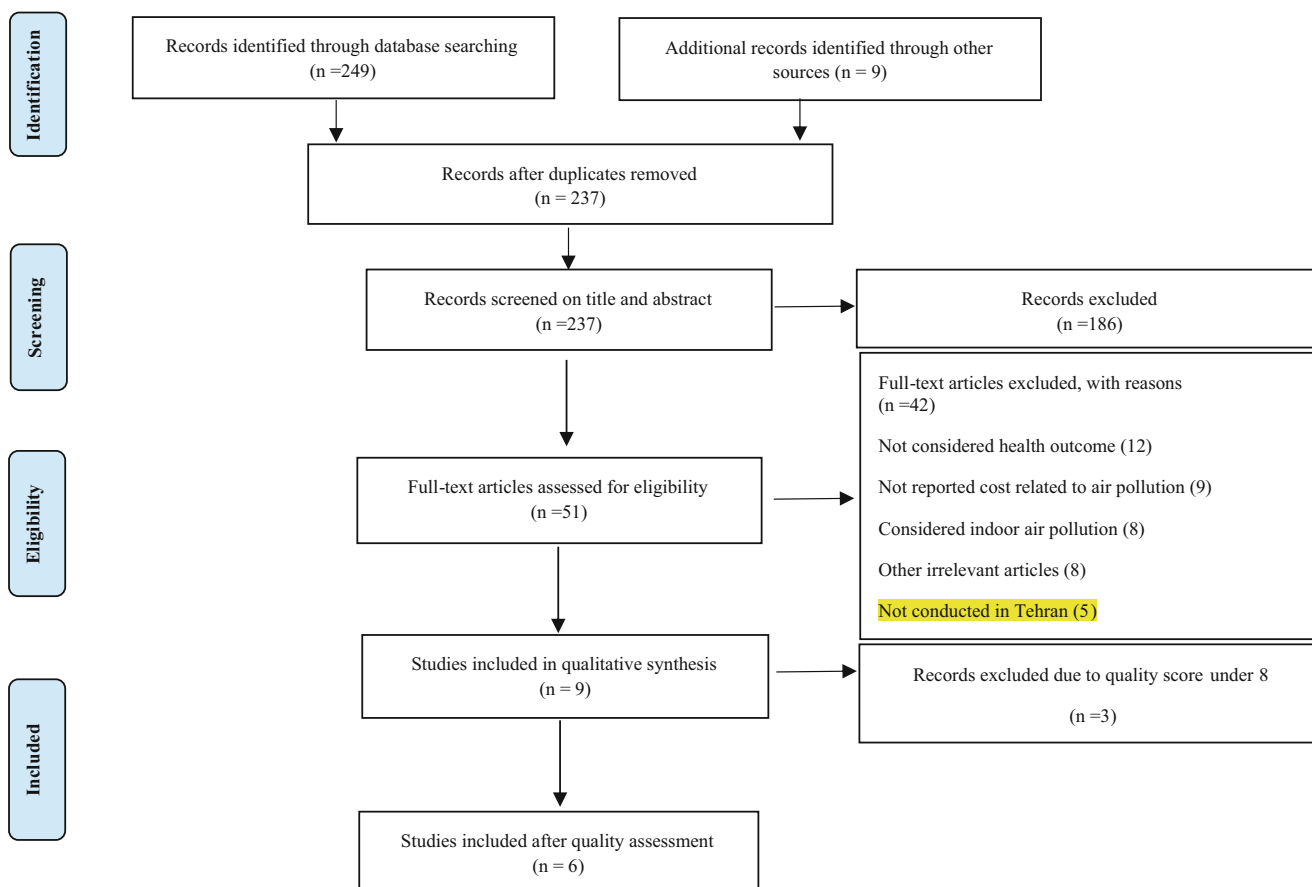 Identification
Records identified through database searching
(n =249)
Additional records identified through other
sources (n = 9)
Records after duplicates removed
(n = 237)
Screening
Records screened on title and abstract
(n =237)
Records excluded
(n =186)
Eligibility
Full-text articles assessed for eligibility
(n =51)
Full-text articles excluded, with reasons
(n =42)
Not considered health outcome (12)
Not reported cost related to air pollution (9)
Considered indoor air pollution (8)
Other irrelevant articles (8)
Not conducted in Tehran (5)
Included
Studies included in qualitative synthesis
(n = 9)
Records excluded due to quality score under 8
(n =3)
Studies included after quality assessment
(n = 6)